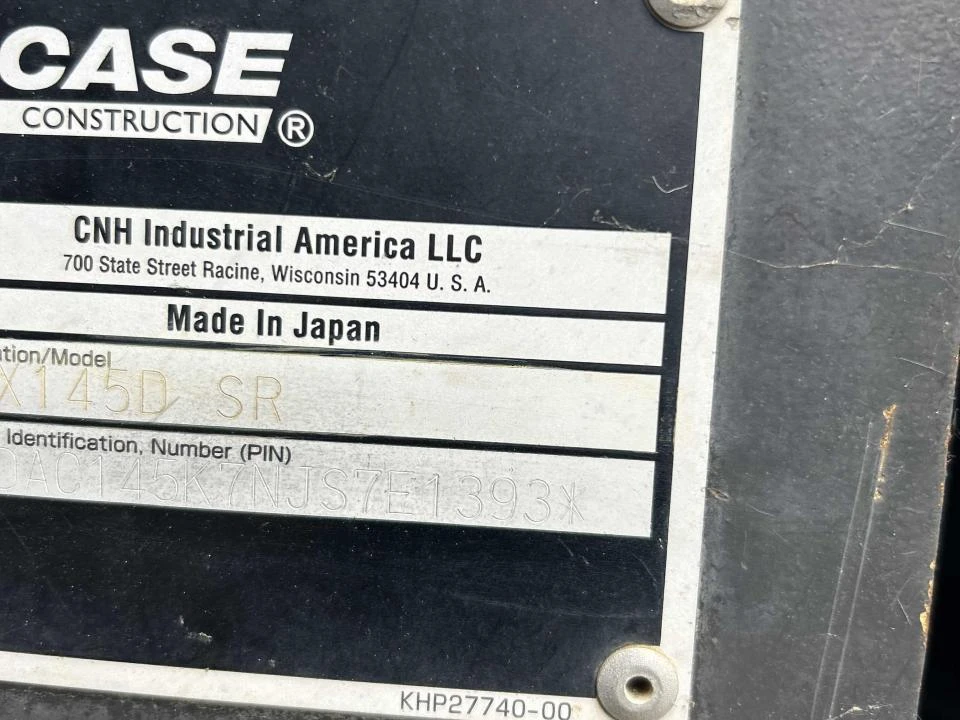 CASE
CONSTRUCTION®
CNH Industrial America LLC
700 State Street Racine, Wisconsin 53404 U. S. A.
Made In Japan
ation/Model
X145D SR
Identification, Number (PIN)
DAC145K7NJS7E1393*
KHP27740-00